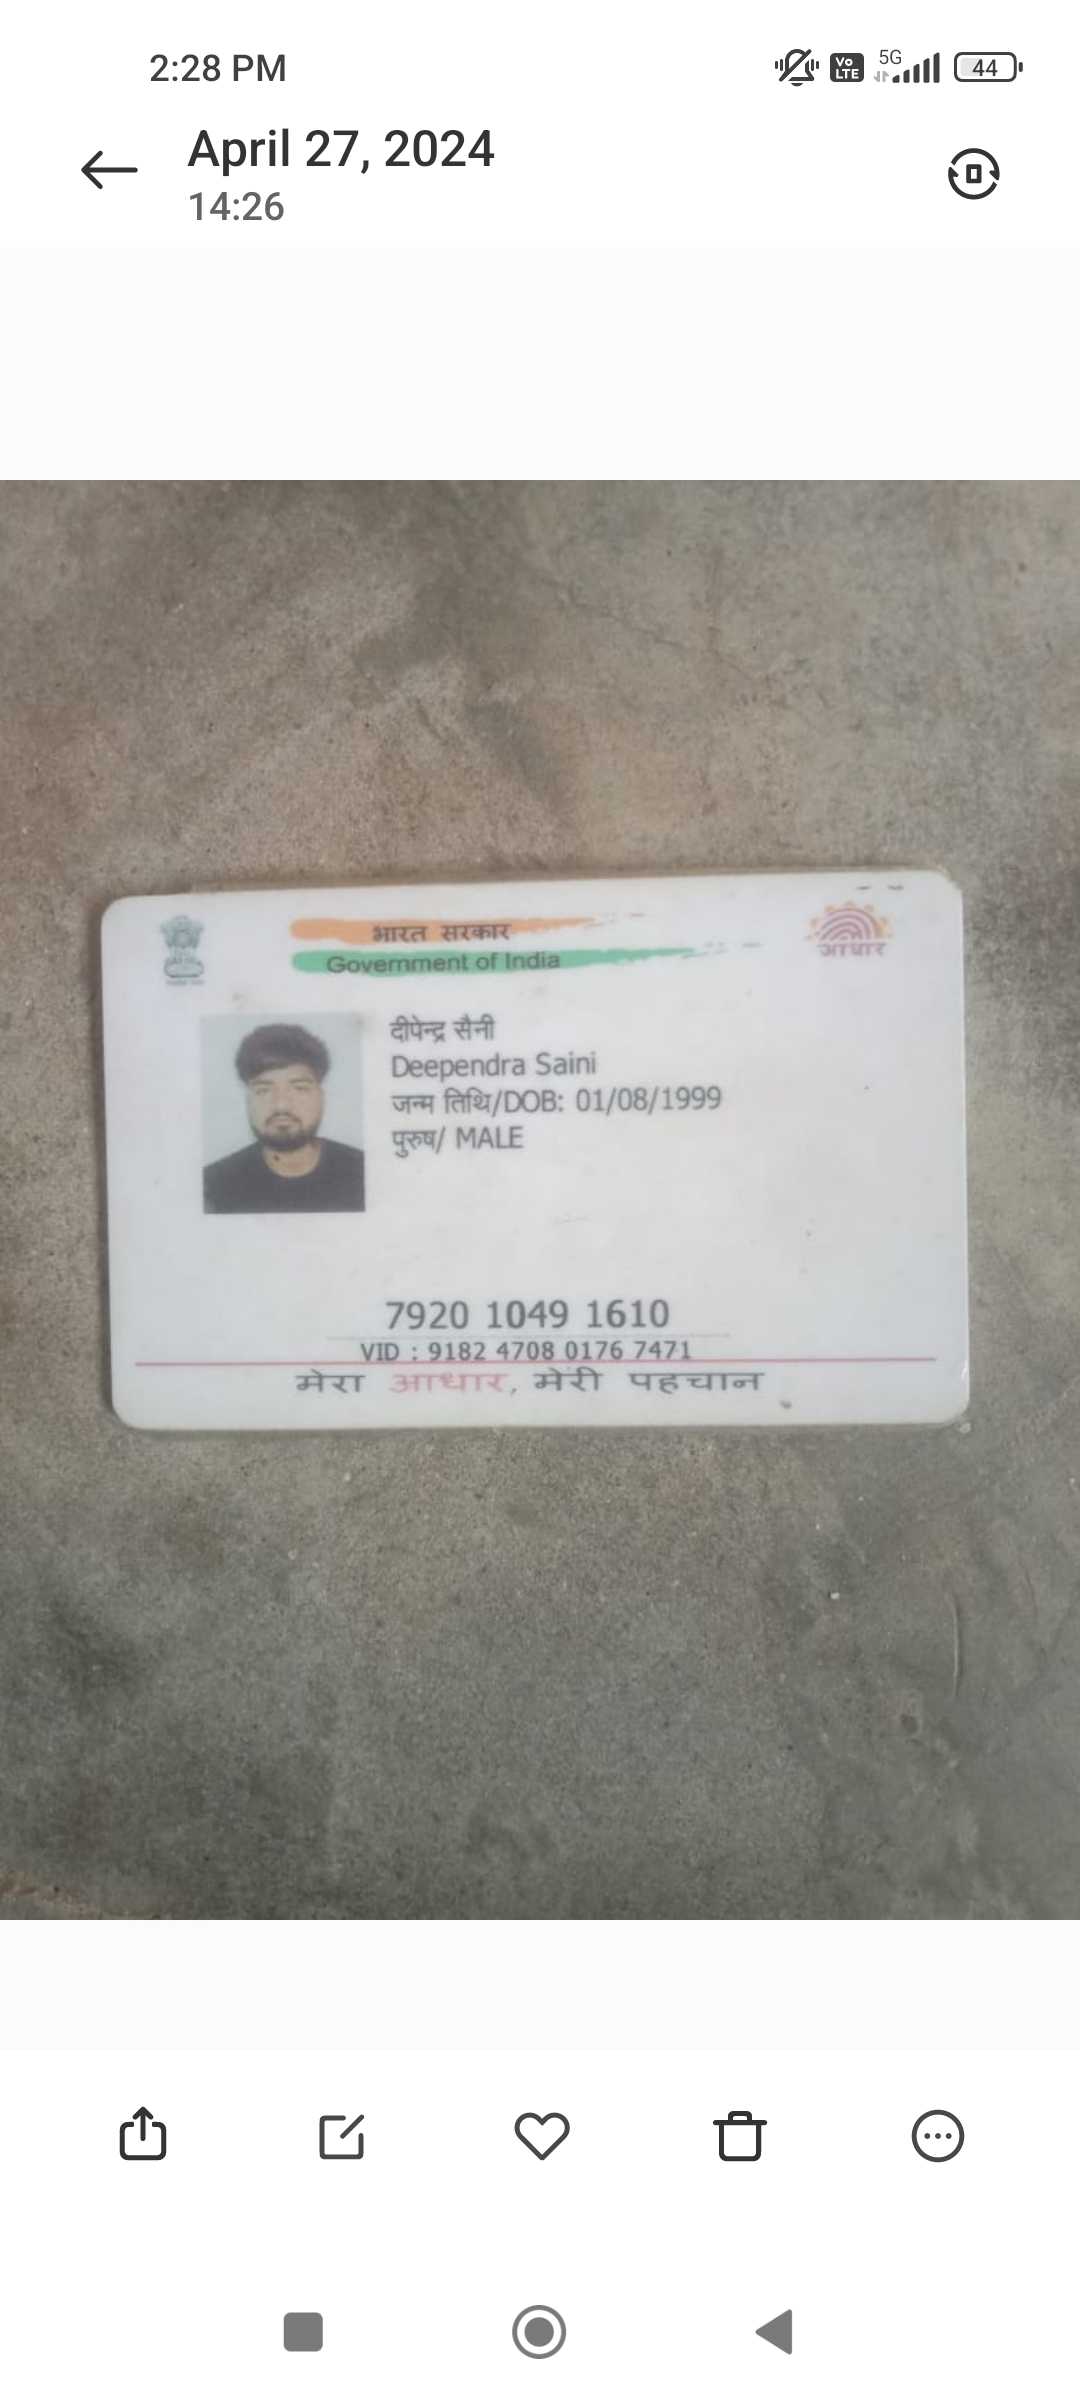 2:28 PM
Vo LTE 5G 44
April 27, 2024
14:26
भारत सरकार
Government of India
आधार
दीपेन्द्र सैनी
Deependra Saini
जन्म तिथि/DOB: 01/08/1999
पुरुष/ MALE
7920 1049 1610
VID : 9182 4708 0176 7471
मेरा आधार, मेरी पहचान